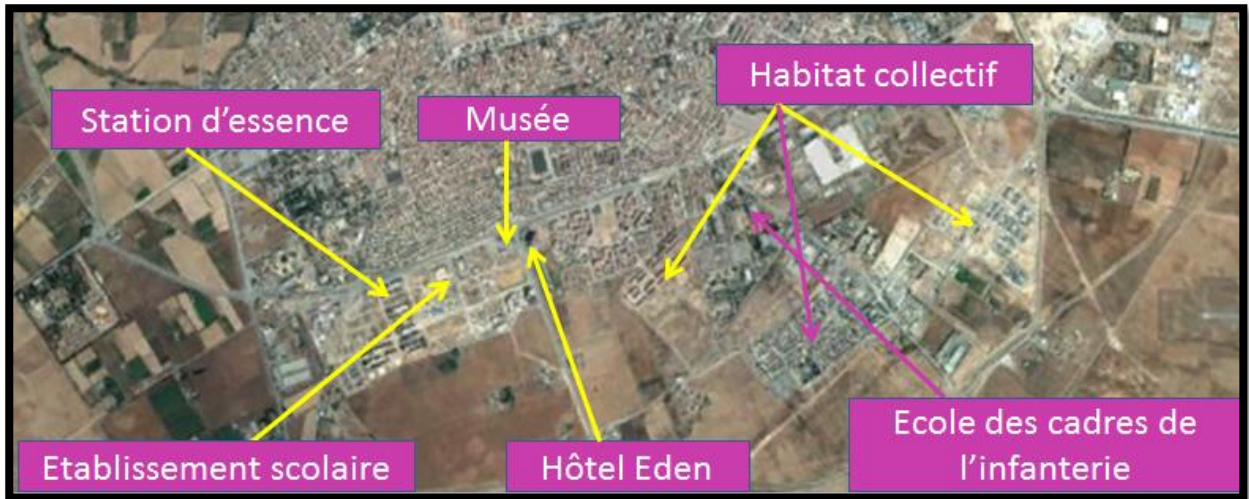 Habitat collectif
Station d'essence
Musée
Etablissement scolaire
Hôtel Eden
Ecole des cadres de
l'infanterie